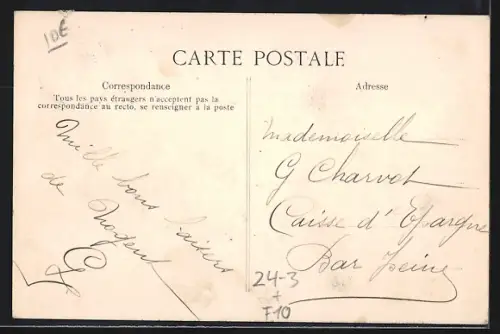 10€
CARTE POSTALE
Correspondance
Tous les pays étrangers n'acceptent pas la
correspondance au recto, se renseigner à la poste
Mille bons baisers
de Nogent
G
Adresse
Mademoiselle
G Charvot
Caisse d'Epargne
Bar Seine
24-3
+
F10